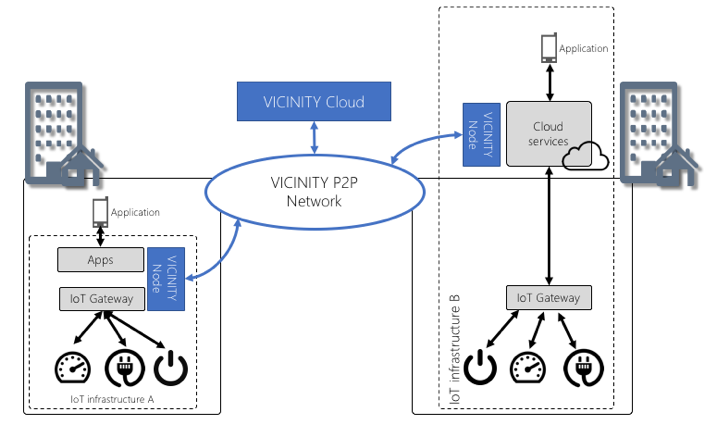 Application
VICINITY Cloud
VICINITY
Node
Cloud
services
VICINITY P2P
Network
Application
Apps
VICINITY
Node
IoT Gateway
IoT infrastructure A
IoT Gateway
IoT infrastructure B